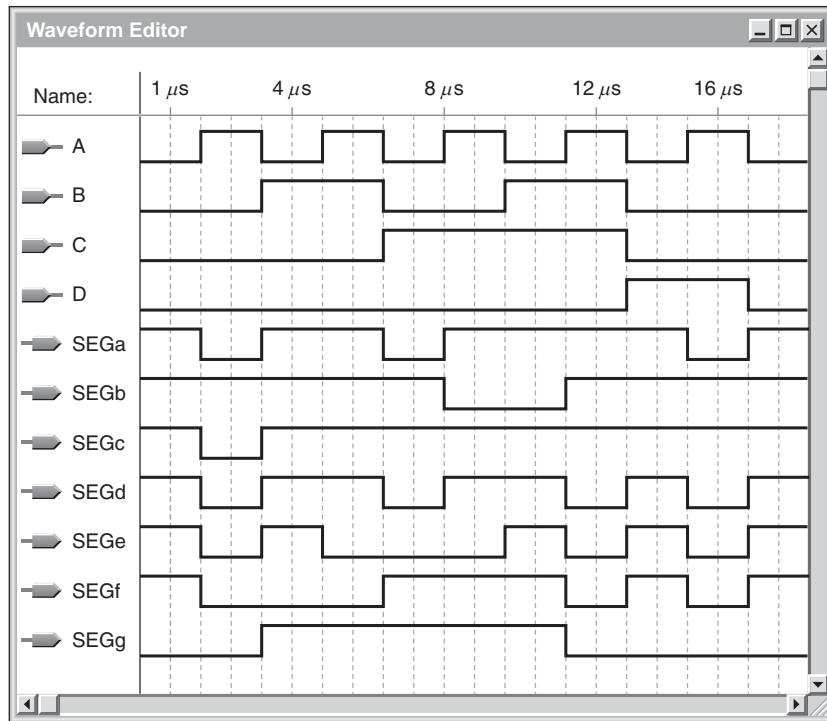 Waveform Editor
Name: 1 μs 4 μs 8 μs 12 μs 16 μs
A
B
C
D
SEGa
SEGb
SEGc
SEGd
SEGe
SEGf
SEGg